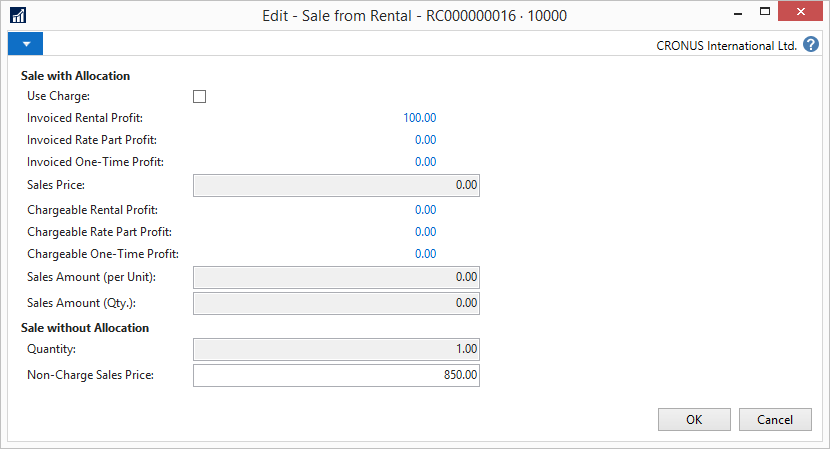 Edit - Sale from Rental - RC000000016 · 10000
CRONUS International Ltd. ?
Sale with Allocation
Use Charge:
Invoiced Rental Profit: 100.00
Invoiced Rate Part Profit: 0.00
Invoiced One-Time Profit: 0.00
Sales Price: 0.00
Chargeable Rental Profit: 0.00
Chargeable Rate Part Profit: 0.00
Chargeable One-Time Profit: 0.00
Sales Amount (per Unit): 0.00
Sales Amount (Qty.): 0.00
Sale without Allocation
Quantity: 1.00
Non-Charge Sales Price: 850.00
OK Cancel